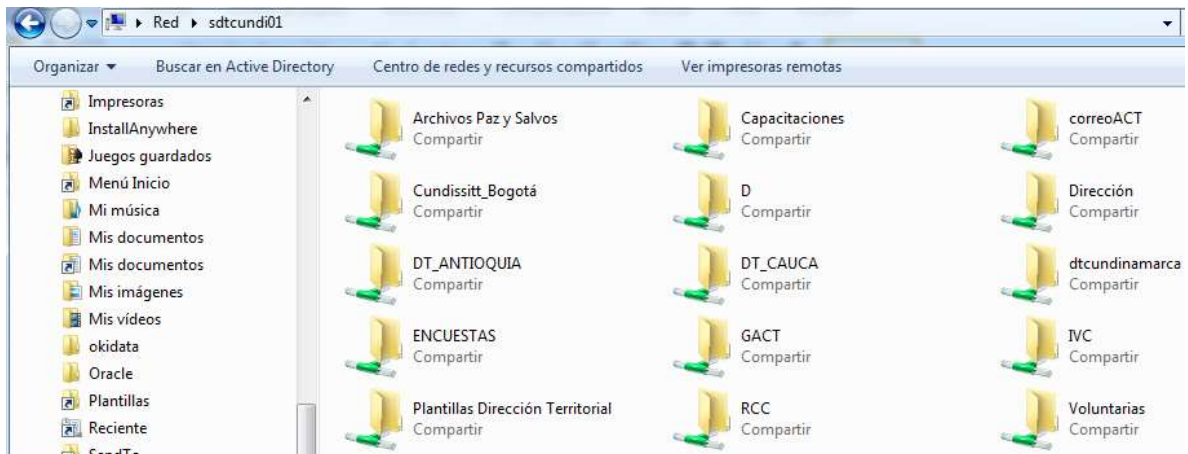 Red sdtcundi01
Organizar Buscar en Active Directory Centro de redes y recursos compartidos Ver impresoras remotas
Impresoras
InstallAnywhere
Juegos guardados
Menú Inicio
Mi música
Mis documentos
Mis documentos
Mis imágenes
Mis vídeos
okidata
Oracle
Plantillas
Reciente
SendTo
Archivos Paz y Salvos Capacitaciones correoACT
Compartir Compartir Compartir
Cundissitt_Bogotá D Dirección
Compartir Compartir Compartir
DT_ANTIOQUIA DT_CAUCA dtcundinamarca
Compartir Compartir Compartir
ENCUESTAS GACT IVC
Compartir Compartir Compartir
Plantillas Dirección Territorial RCC Voluntarias
Compartir Compartir Compartir